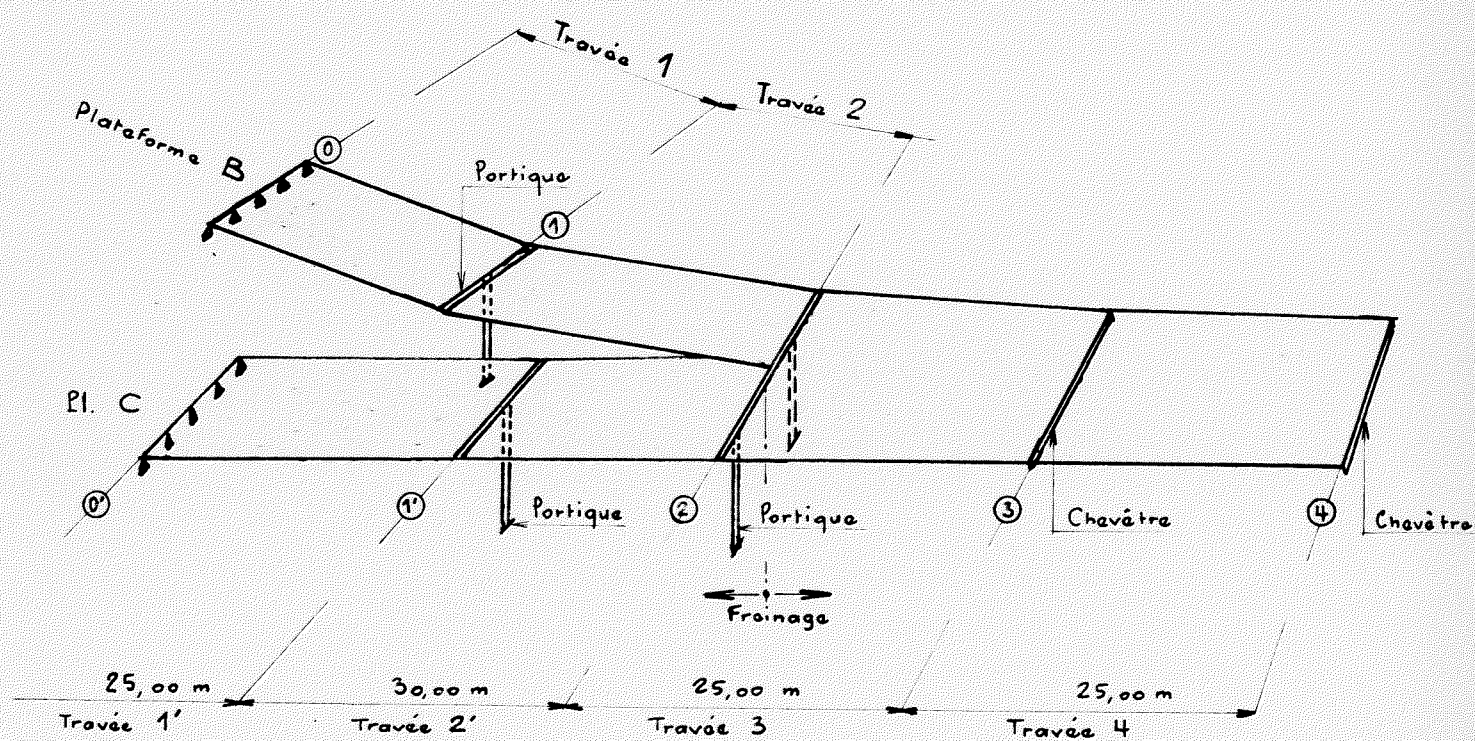 Travée 1
Travée 2
Plateforme B
0
Portique
1
Pl. C
0'
1'
Portique
2
Portique
3
Chevêtre
4
Chevêtre
Freinage
25,00 m
30,00 m
25,00 m
25,00 m
Travée 1'
Travée 2'
Travée 3
Travée 4